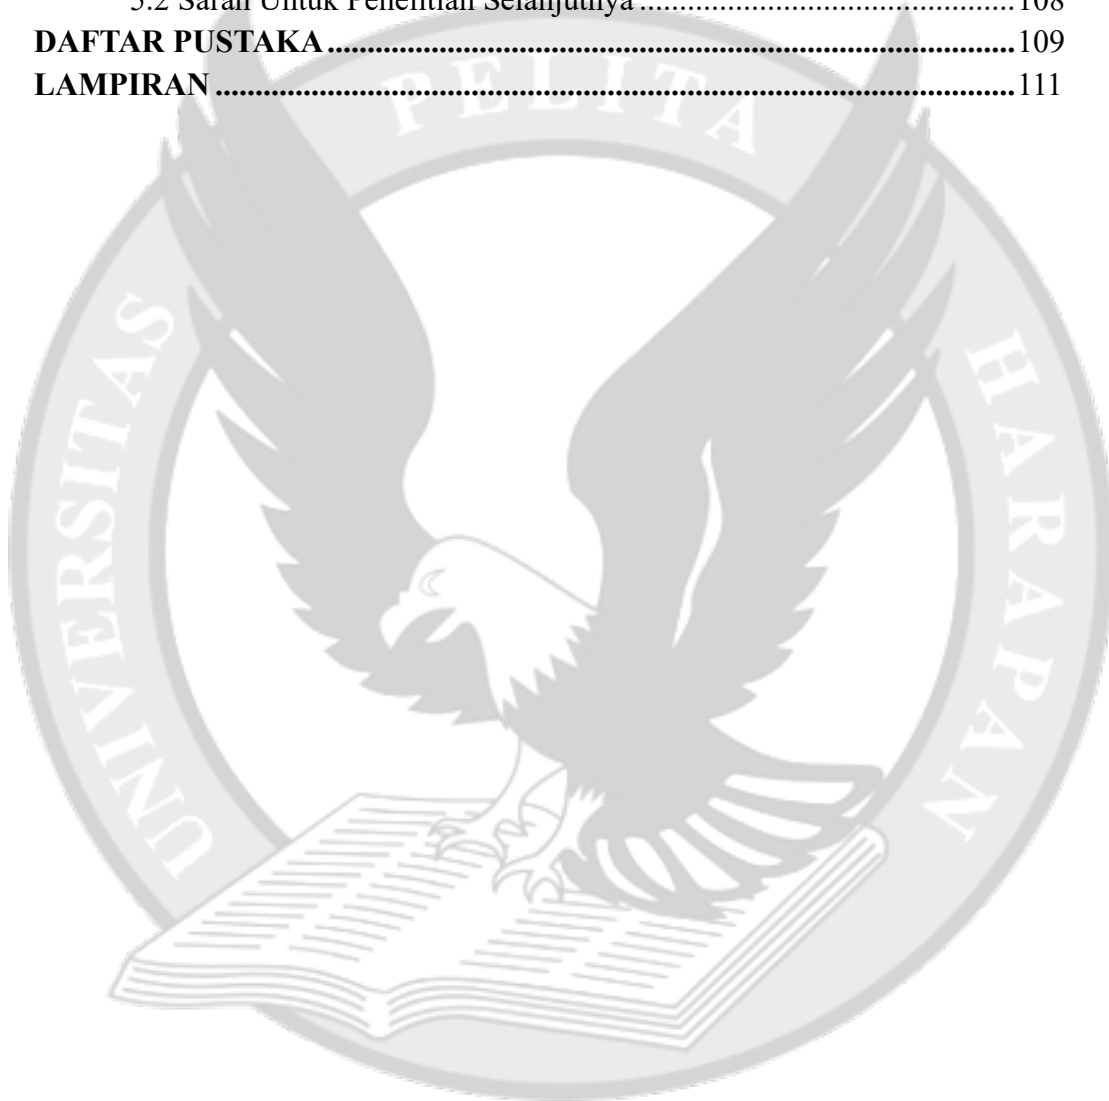 5.2 Saran Untuk Penelitian Selanjutnya ................................................ 108
DAFTAR PUSTAKA ........................................................................................ 109
LAMPIRAN ...................................................................................................... 111
UNIVERSITAS PELITA HARAPAN